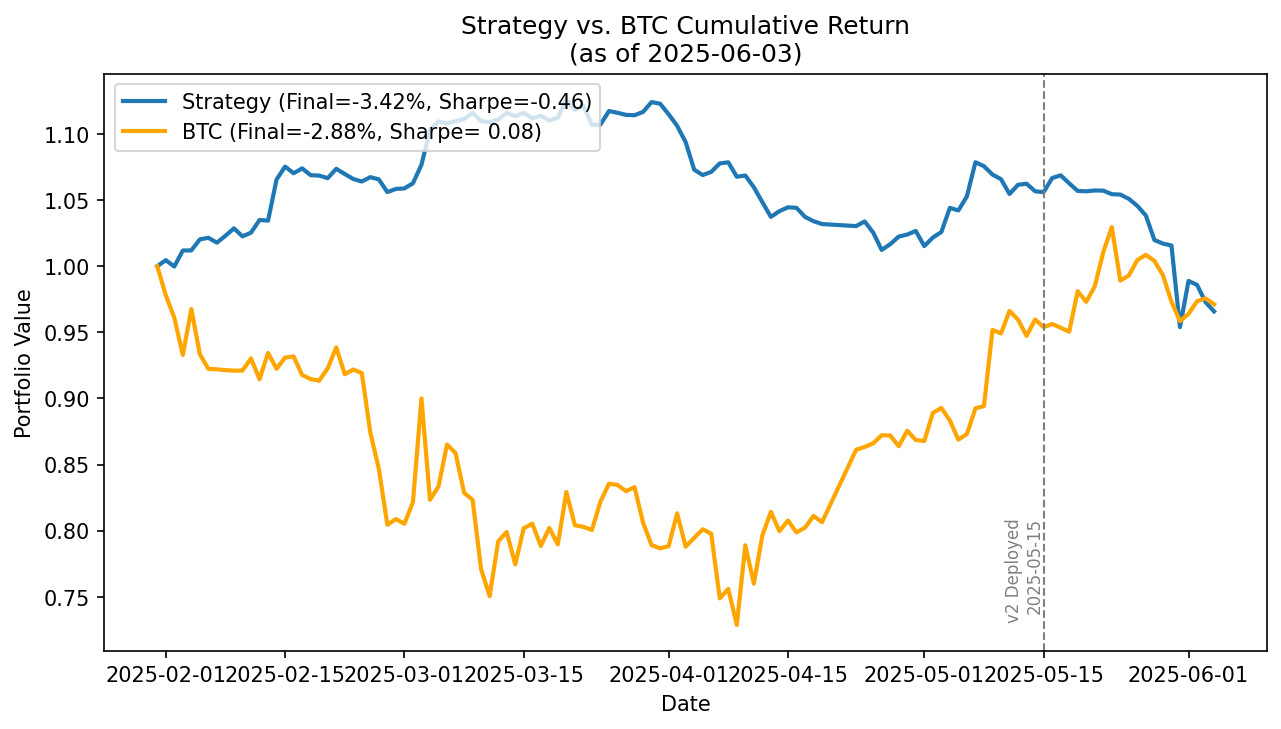 Strategy vs. BTC Cumulative Return
(as of 2025-06-03)
Strategy (Final=-3.42%, Sharpe=-0.46)
BTC (Final=-2.88%, Sharpe= 0.08)
Portfolio Value
1.10
1.05
1.00
0.95
0.90
0.85
0.80
0.75
v2 Deployed
2025-05-15
2025-02-01
2025-02-15
2025-03-01
2025-03-15
2025-04-01
2025-04-15
2025-05-01
2025-05-15
2025-06-01
Date